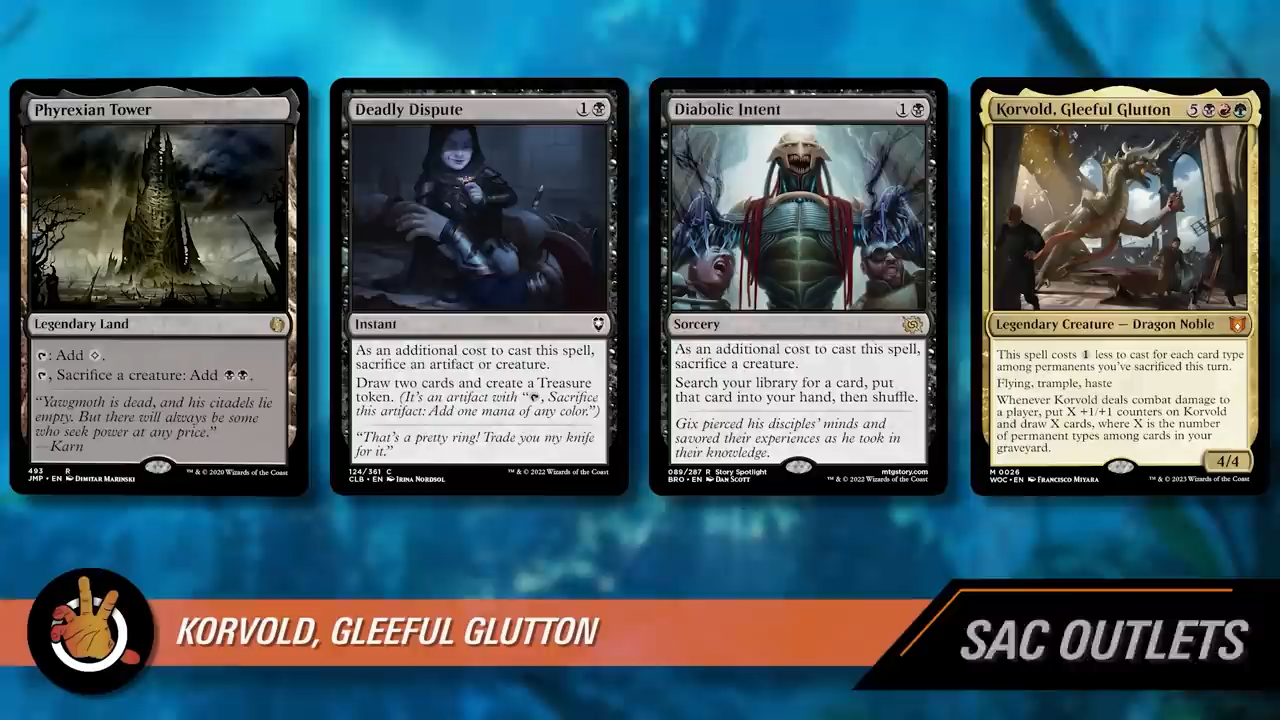 Phyrexian Tower
Legendary Land
: Add .
, Sacrifice a creature: Add .
“Yawgmoth is dead, and his citadels lie
empty. But there will always be some
who seek power at any price.”
—Karn
493 R
JMP • EN Dimitar Marinski
™ & © 2020 Wizards of the Coast
Deadly Dispute
1
Instant
As an additional cost to cast this spell,
sacrifice an artifact or creature.
Draw two cards and create a Treasure
token. (It’s an artifact with “, Sacrifice
this artifact: Add one mana of any color.”)
“That’s a pretty ring! Trade you my knife
for it.”
124/361 C
CLB • EN Irina Nordsol
™ & © 2022 Wizards of the Coast
Diabolic Intent
1
Sorcery
As an additional cost to cast this spell,
sacrifice a creature.
Search your library for a card, put
that card into your hand, then shuffle.
Gix pierced his disciples’ minds and
savored their experiences as he took in
their knowledge.
089/287 R Story Spotlight
mtgstory.com
BRO • EN Dan Scott
™ & © 2022 Wizards of the Coast
Korvold, Gleeful Glutton
5
Legendary Creature — Dragon Noble
This spell costs 1 less to cast for each card type
among permanents you’ve sacrificed this turn.
Flying, trample, haste
Whenever Korvold deals combat damage to
a player, put X +1/+1 counters on Korvold
and draw X cards, where X is the number
of permanent types among cards in your
graveyard.
4/4
M 0026
WOC • EN Francisco Miyara
™ & © 2023 Wizards of the Coast
KORVOLD, GLEEFUL GLUTTON
SAC OUTLETS